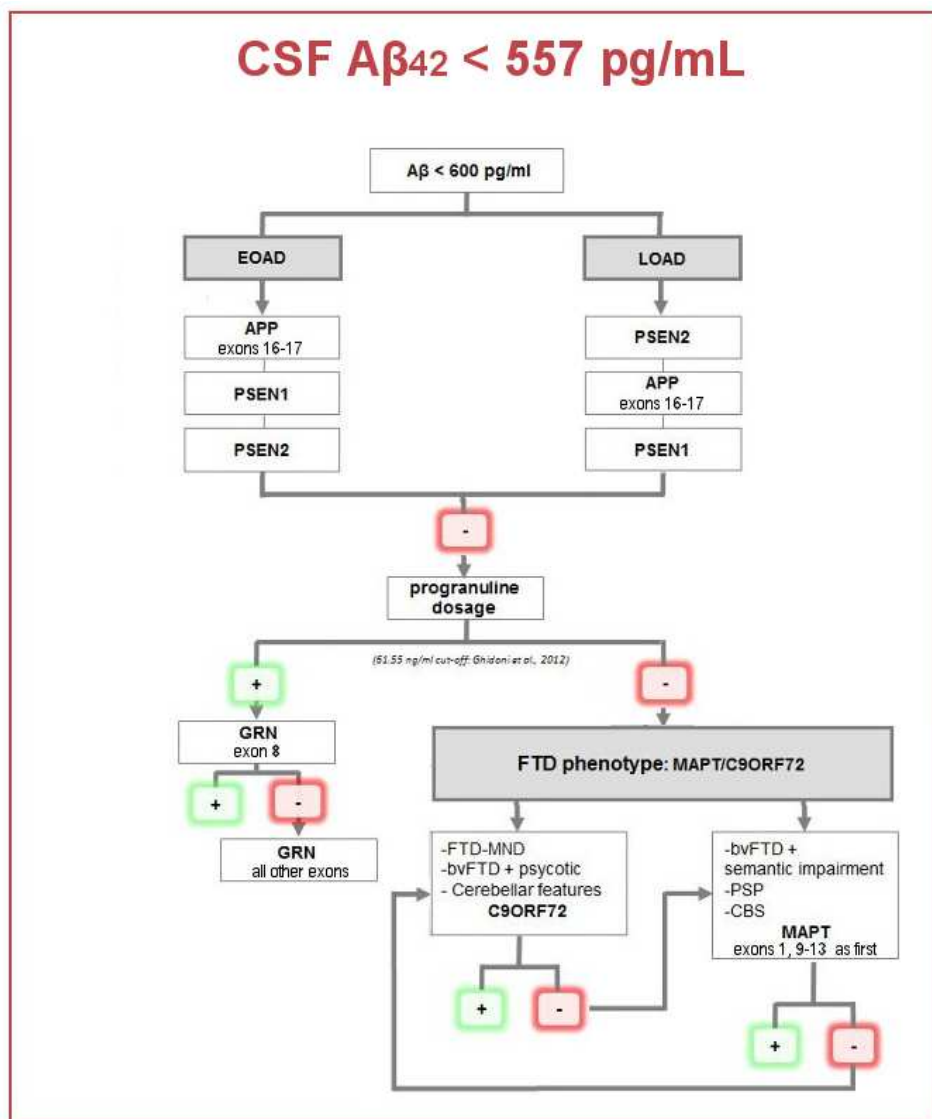 CSF Aβ42 < 557 pg/mL
Aβ < 600 pg/ml
EOAD
LOAD
APP
exons 16-17
PSEN1
PSEN2
PSEN2
APP
exons 16-17
PSEN1
-
progranuline
dosage
(61.55 ng/ml cut-off: Ghidoni et al., 2012)
+
-
GRN
exon 8
+
-
GRN
all other exons
FTD phenotype: MAPT/C9ORF72
-FTD-MND
-bvFTD + psycotic
- Cerebellar features
C9ORF72
+
-
-bvFTD +
semantic impairment
-PSP
-CBS
MAPT
exons 1, 9-13 as first
+
-